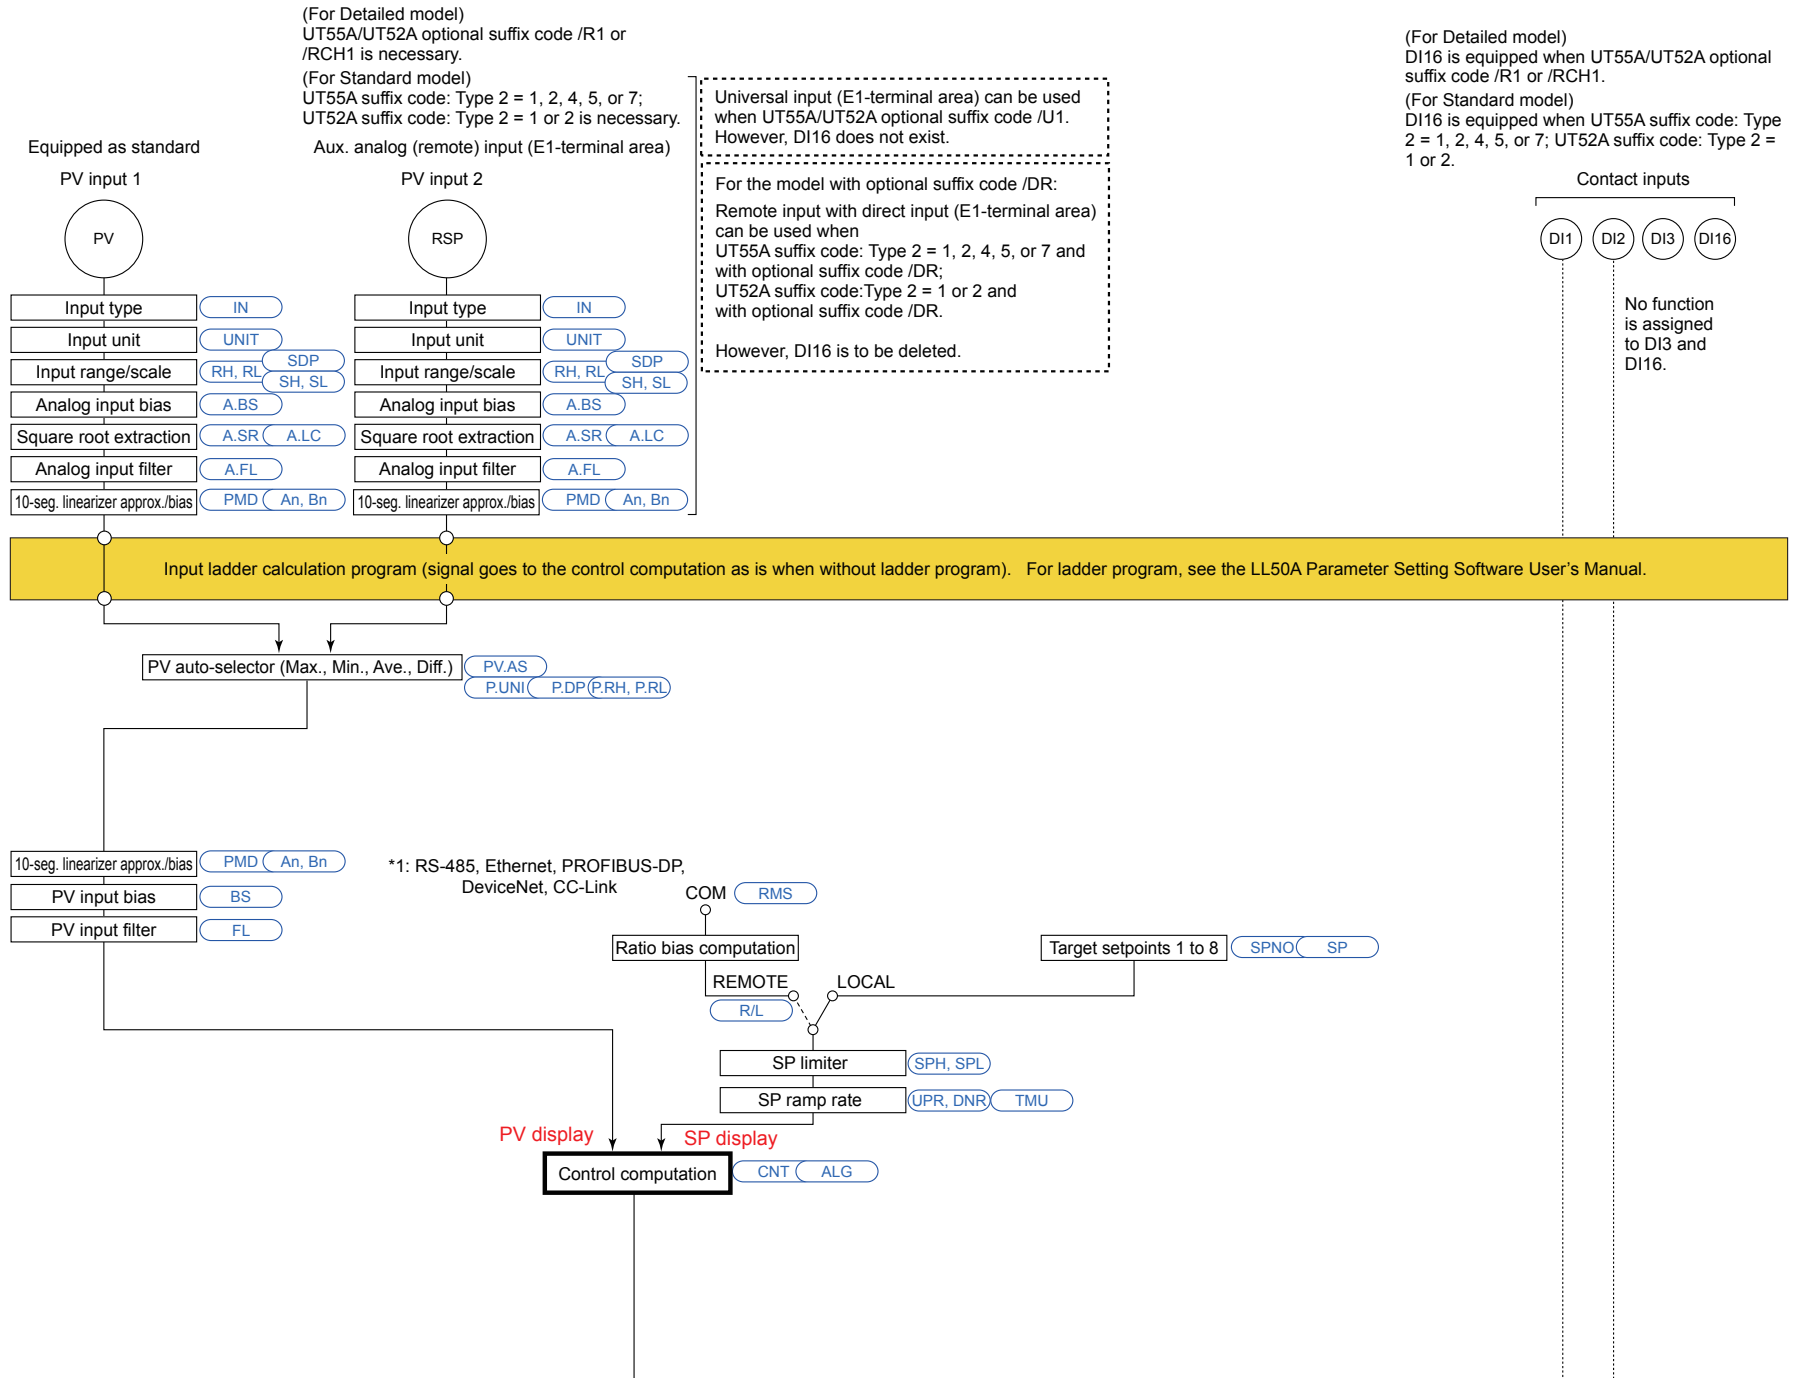 (For Detailed model)
UT55A/UT52A optional suffix code /R1 or
/RCH1 is necessary.
(For Standard model)
UT55A suffix code: Type 2 = 1, 2, 4, 5, or 7;
UT52A suffix code: Type 2 = 1 or 2 is necessary.
Universal input (E1-terminal area) can be used
when UT55A/UT52A optional suffix code /U1.
However, DI16 does not exist.
For the model with optional suffix code /DR:
Remote input with direct input (E1-terminal area)
can be used when
UT55A suffix code: Type 2 = 1, 2, 4, 5, or 7 and
with optional suffix code /DR;
UT52A suffix code:Type 2 = 1 or 2 and
with optional suffix code /DR.
However, DI16 is to be deleted.
(For Detailed model)
DI16 is equipped when UT55A/UT52A optional
suffix code /R1 or /RCH1.
(For Standard model)
DI16 is equipped when UT55A suffix code: Type
2 = 1, 2, 4, 5, or 7; UT52A suffix code: Type 2 =
1 or 2.
Contact inputs
DI1 DI2 DI3 DI16
No function
is assigned
to DI3 and
DI16.
Equipped as standard
PV input 1
PV
Input type IN
Input unit UNIT
Input range/scale RH, RL SDP SH, SL
Analog input bias A.BS
Square root extraction A.SR A.LC
Analog input filter A.FL
10-seg. linearizer approx./bias PMD An, Bn
Aux. analog (remote) input (E1-terminal area)
PV input 2
RSP
Input type IN
Input unit UNIT
Input range/scale RH, RL SDP SH, SL
Analog input bias A.BS
Square root extraction A.SR A.LC
Analog input filter A.FL
10-seg. linearizer approx./bias PMD An, Bn
Input ladder calculation program (signal goes to the control computation as is when without ladder program). For ladder program, see the LL50A Parameter Setting Software User's Manual.
PV auto-selector (Max., Min., Ave., Diff.) PV.AS
P.UNI P.DP P.RH, P.RL
10-seg. linearizer approx./bias PMD An, Bn
PV input bias BS
PV input filter FL
*1: RS-485, Ethernet, PROFIBUS-DP,
DeviceNet, CC-Link
COM RMS
Ratio bias computation
Target setpoints 1 to 8 SPNO SP
REMOTE LOCAL
R/L
SP limiter SPH, SPL
SP ramp rate UPR, DNR TMU
PV display SP display
Control computation CNT ALG